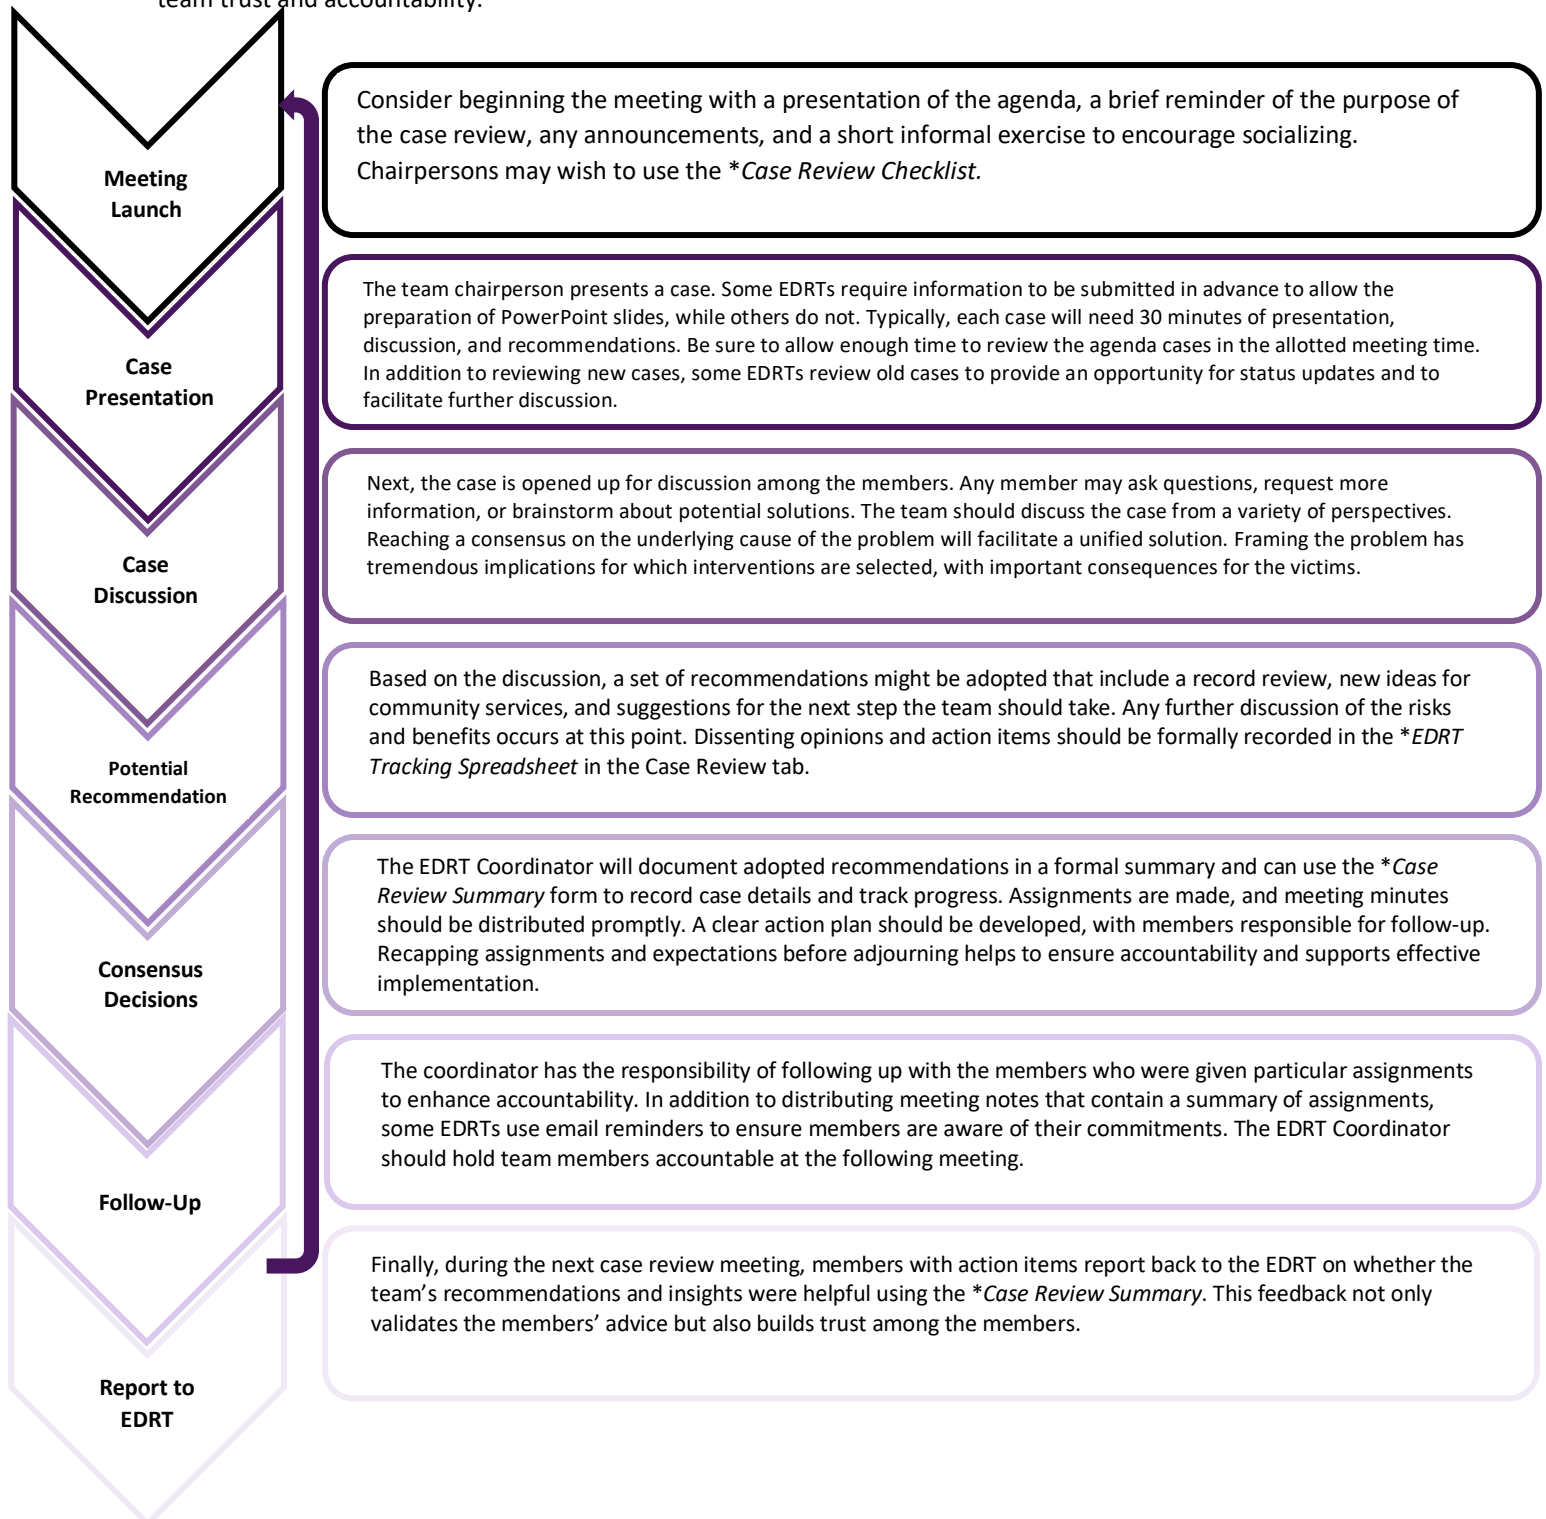 team trust and accountability.
Meeting
Launch
Consider beginning the meeting with a presentation of the agenda, a brief reminder of the purpose of
the case review, any announcements, and a short informal exercise to encourage socializing.
Chairpersons may wish to use the *Case Review Checklist.
Case
Presentation
The team chairperson presents a case. Some EDRTs require information to be submitted in advance to allow the
preparation of PowerPoint slides, while others do not. Typically, each case will need 30 minutes of presentation,
discussion, and recommendations. Be sure to allow enough time to review the agenda cases in the allotted meeting time.
In addition to reviewing new cases, some EDRTs review old cases to provide an opportunity for status updates and to
facilitate further discussion.
Case
Discussion
Next, the case is opened up for discussion among the members. Any member may ask questions, request more
information, or brainstorm about potential solutions. The team should discuss the case from a variety of perspectives.
Reaching a consensus on the underlying cause of the problem will facilitate a unified solution. Framing the problem has
tremendous implications for which interventions are selected, with important consequences for the victims.
Potential
Recommendation
Based on the discussion, a set of recommendations might be adopted that include a record review, new ideas for
community services, and suggestions for the next step the team should take. Any further discussion of the risks
and benefits occurs at this point. Dissenting opinions and action items should be formally recorded in the *EDRT
Tracking Spreadsheet in the Case Review tab.
Consensus
Decisions
The EDRT Coordinator will document adopted recommendations in a formal summary and can use the *Case
Review Summary form to record case details and track progress. Assignments are made, and meeting minutes
should be distributed promptly. A clear action plan should be developed, with members responsible for follow-up.
Recapping assignments and expectations before adjourning helps to ensure accountability and supports effective
implementation.
Follow-Up
The coordinator has the responsibility of following up with the members who were given particular assignments
to enhance accountability. In addition to distributing meeting notes that contain a summary of assignments,
some EDRTs use email reminders to ensure members are aware of their commitments. The EDRT Coordinator
should hold team members accountable at the following meeting.
Report to
EDRT
Finally, during the next case review meeting, members with action items report back to the EDRT on whether the
team’s recommendations and insights were helpful using the *Case Review Summary. This feedback not only
validates the members’ advice but also builds trust among the members.